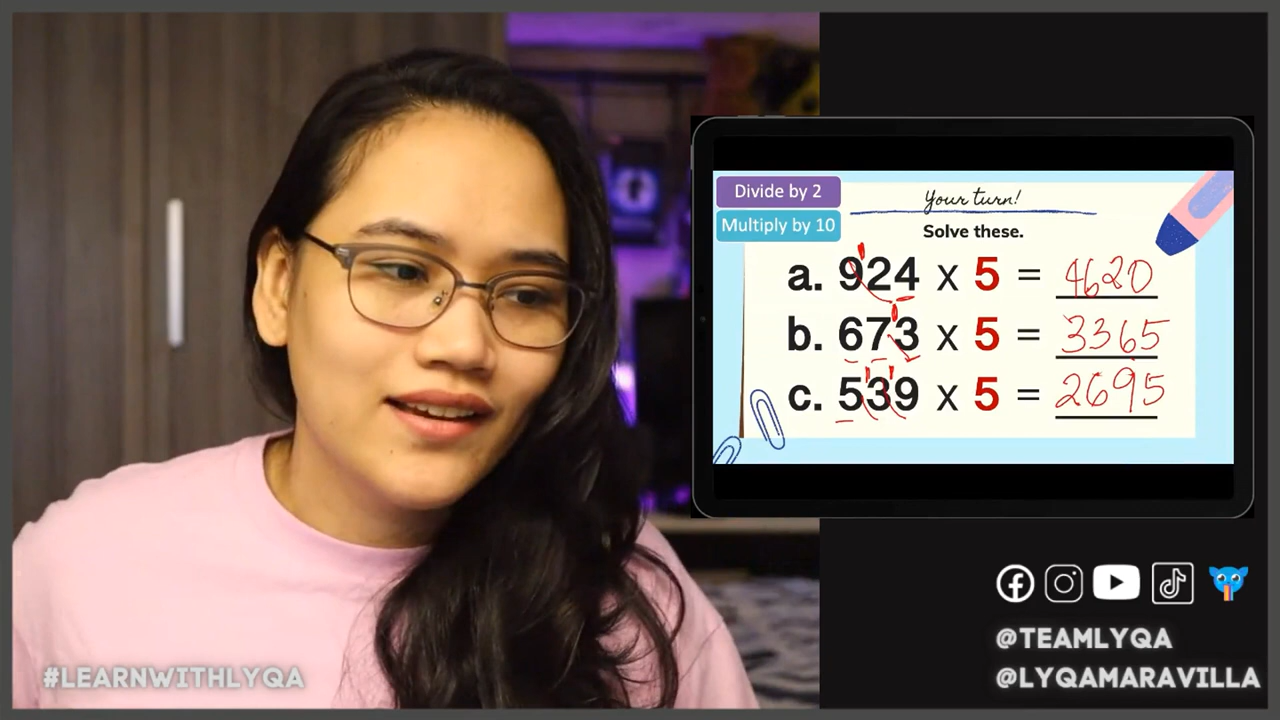 Divide by 2
Multiply by 10
Your turn!
Solve these.
a. 924 x 5 = 4620
b. 673 x 5 = 3365
c. 539 x 5 = 2695
@TEAMLYQA
@LYQAMARAVILLA
#LEARNWITHLYQA